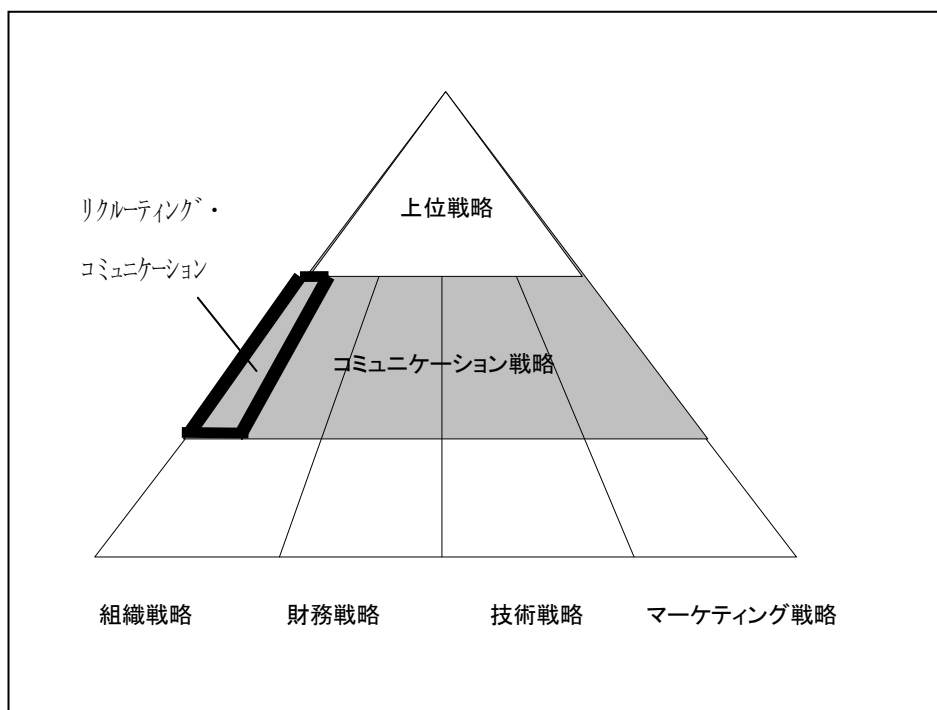 上位戦略
リクルーティング・
コミュニケーション
コミュニケーション戦略
組織戦略 財務戦略 技術戦略 マーケティング戦略